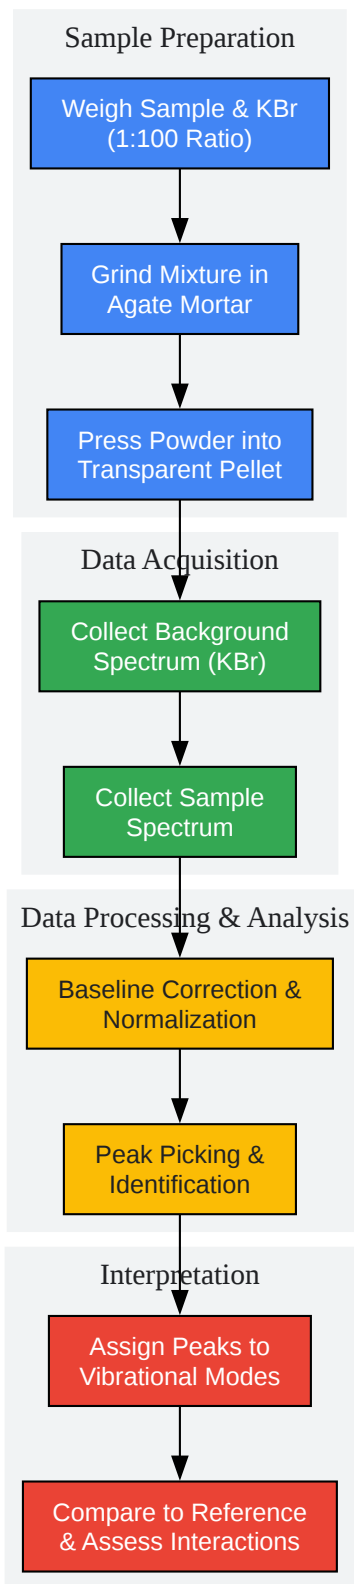 Sample Preparation
Weigh Sample & KBr
(1:100 Ratio)
Grind Mixture in
Agate Mortar
Press Powder into
Transparent Pellet
Data Acquisition
Collect Background
Spectrum (KBr)
Collect Sample
Spectrum
Data Processing & Analysis
Baseline Correction &
Normalization
Peak Picking &
Identification
Interpretation
Assign Peaks to
Vibrational Modes
Compare to Reference
& Assess Interactions